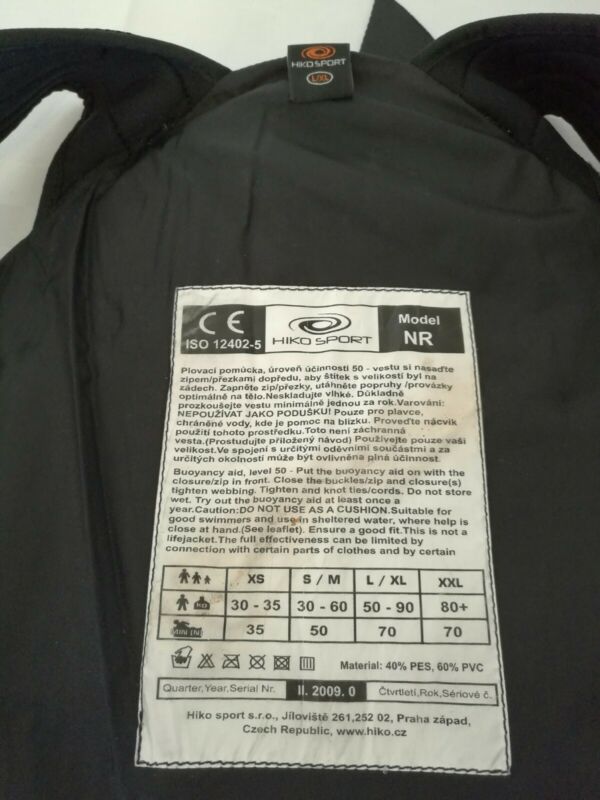 HIKO SPORT
L/XL
CE
ISO 12402-5
HIKO SPORT
Model
NR
Plovací pomůcka, úroveň účinnosti 50 - vestu si nasaďte
zipem/přezkami dopředu, aby štítek s velikostí byl na
zádech. Zapněte zip/přezky, utáhněte popruhy /provázky
optimálně na tělo.Neskladujte vlhké. Důkladně
prozkoušejte vestu minimálně jednou za rok.Varování:
NEPOUŽÍVAT JAKO PODUŠKU! Pouze pro plavce,
chráněné vody, kde je pomoc na blízku. Proveďte nácvik
použití tohoto prostředku.Toto není záchranná
vesta.(Prostudujte přiložený návod) Používejte pouze vaši
velikost.Ve spojení s určitými oděvními součástmi a za
určitých okolností může být ovlivněna plná účinnost.
Buoyancy aid, level 50 - Put the buoyancy aid on with the
closure/zip in front. Close the buckles/zip and closure(s)
tighten webbing. Tighten and knot ties/cords. Do not store
wet. Try out the buoyancy aid at least once a
year.Caution:DO NOT USE AS A CUSHION.Suitable for
good swimmers and use in sheltered water, where help is
close at hand.(See leaflet). Ensure a good fit.This is not a
lifejacket.The full effectiveness can be limited by
connection with certain parts of clothes and by certain
XS S / M L / XL XXL
KG 30 - 35 30 - 60 50 - 90 80+
MIN [N] 35 50 70 70
Material: 40% PES, 60% PVC
Quarter,Year,Serial Nr. II. 2009. 0 Čtvrtletí,Rok,Sériové č.
Hiko sport s.r.o., Jíloviště 261,252 02, Praha západ,
Czech Republic, www.hiko.cz